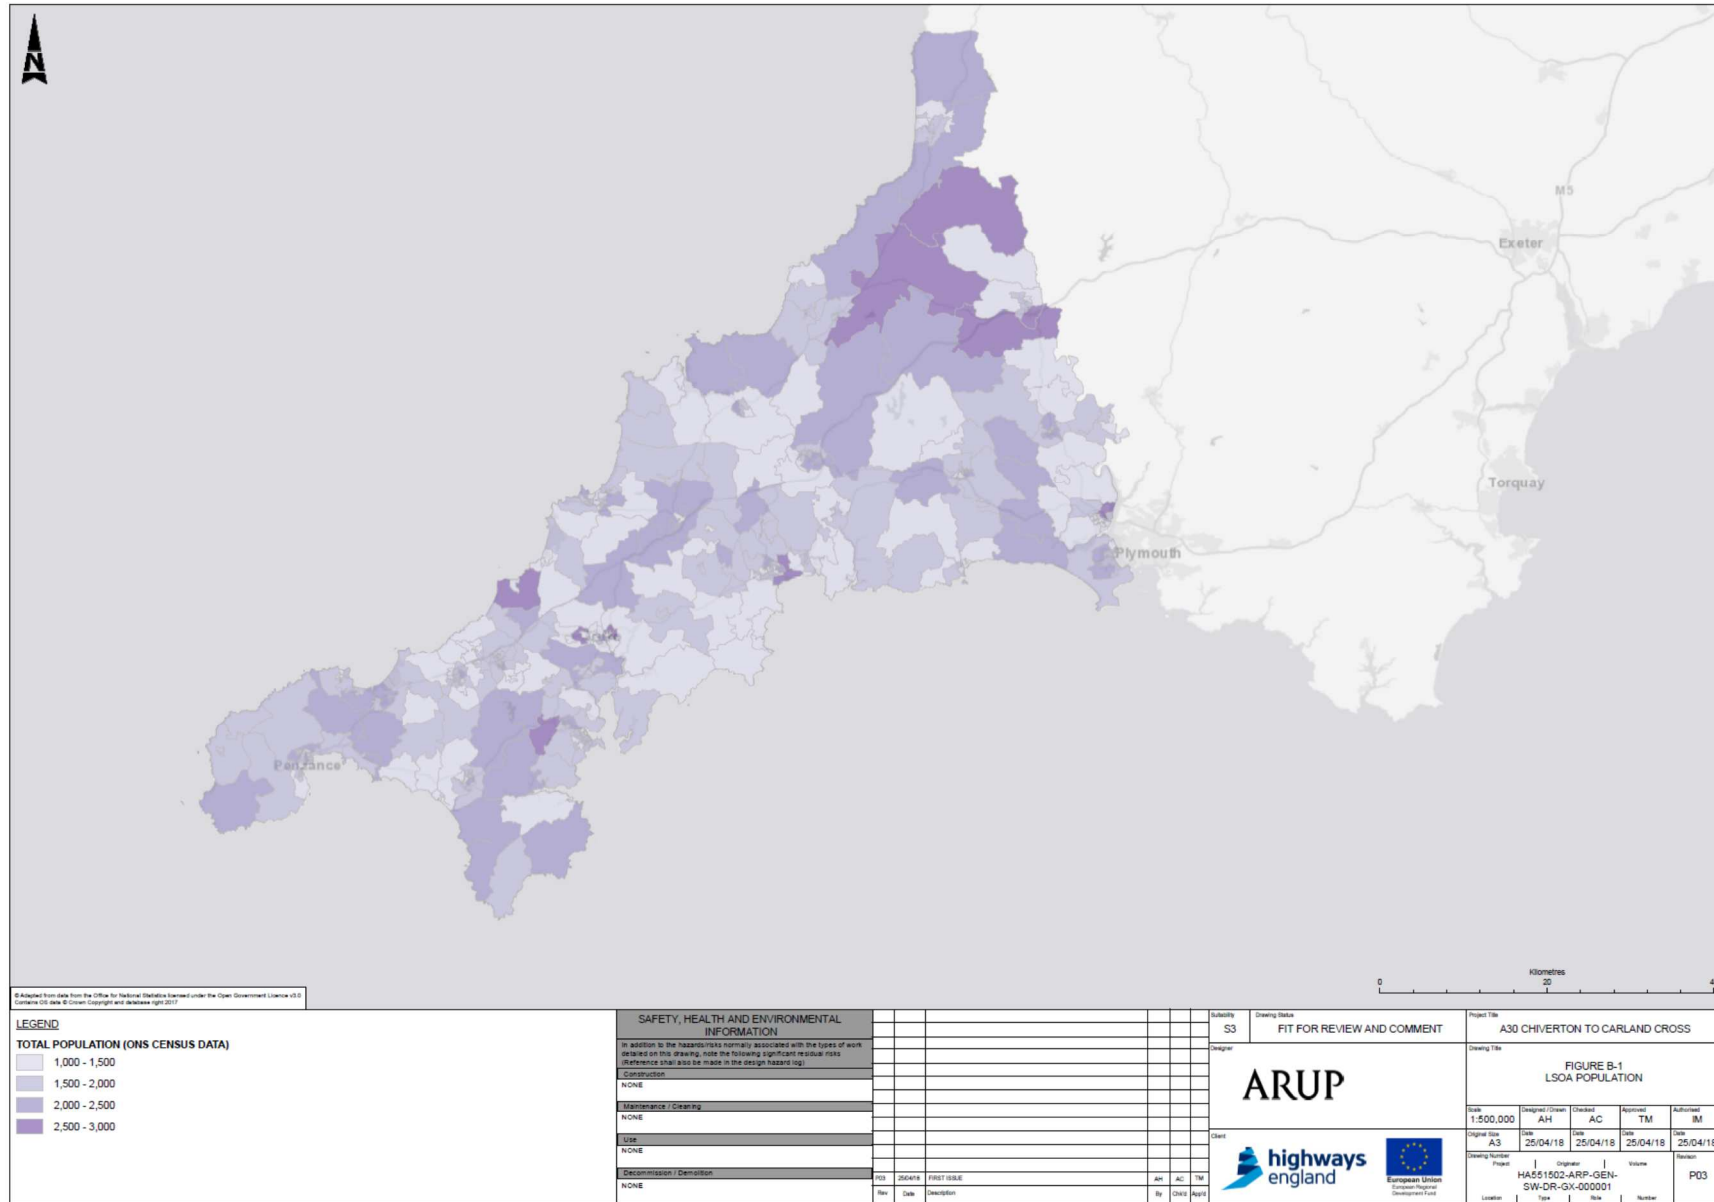 N
M5
Exeter
Torquay
Plymouth
Truro
Penzance
Kilometres
0 20 4
© Adapted from data from the Office for National Statistics licensed under the Open Government Licence v3.0
Contains OS data © Crown Copyright and database right 2017
LEGEND
TOTAL POPULATION (ONS CENSUS DATA)
1,000 - 1,500
1,500 - 2,000
2,000 - 2,500
2,500 - 3,000
SAFETY, HEALTH AND ENVIRONMENTAL
INFORMATION
In addition to the hazards/risks normally associated with the types of work
detailed on this drawing, note the following significant residual risks
(Reference shall also be made in the design hazard log)
Construction
NONE
Maintenance / Cleaning
NONE
Use
NONE
Decommission / Demolition
NONE
P03 25/04/18 FIRST ISSUE AH AC TM
Rev Date Description By Chk'd App'd
Suitability
S3
Drawing Status
FIT FOR REVIEW AND COMMENT
Designer
ARUP
Client
highways
england
European Union
European Regional
Development Fund
Project Title
A30 CHIVERTON TO CARLAND CROSS
Drawing Title
FIGURE B-1
LSOA POPULATION
Scale Designed / Drawn Checked Approved Authorised
1:500,000 AH AC TM IM
Original Size Date Date Date Date
A3 25/04/18 25/04/18 25/04/18 25/04/18
Drawing Number Revision
Project Originator Volume
HA551502-ARP-GEN-
SW-DR-GX-000001
P03
Location Type Role Number